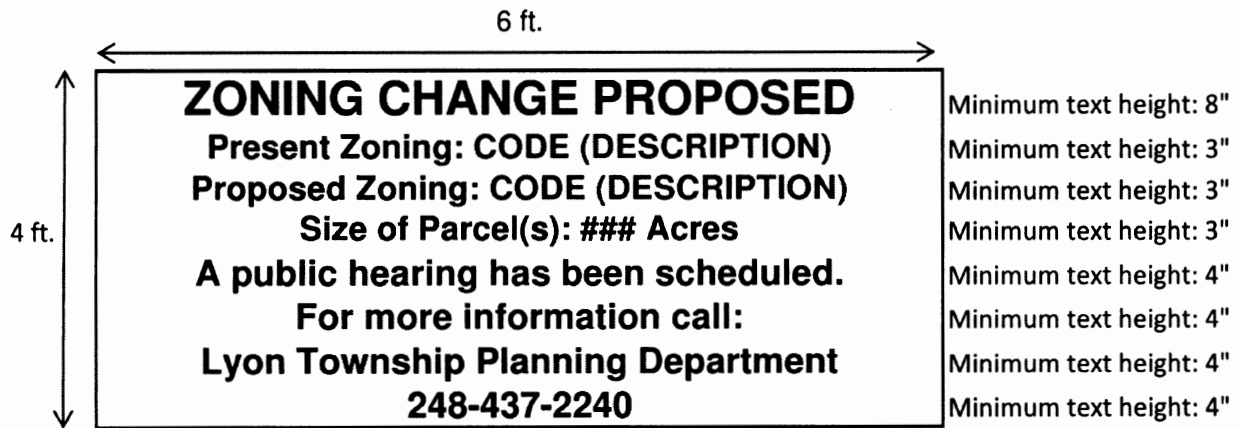 6 ft.
4 ft.
ZONING CHANGE PROPOSED Minimum text height: 8"
Present Zoning: CODE (DESCRIPTION) Minimum text height: 3"
Proposed Zoning: CODE (DESCRIPTION) Minimum text height: 3"
Size of Parcel(s): ### Acres Minimum text height: 3"
A public hearing has been scheduled. Minimum text height: 4"
For more information call: Minimum text height: 4"
Lyon Township Planning Department Minimum text height: 4"
248-437-2240 Minimum text height: 4"